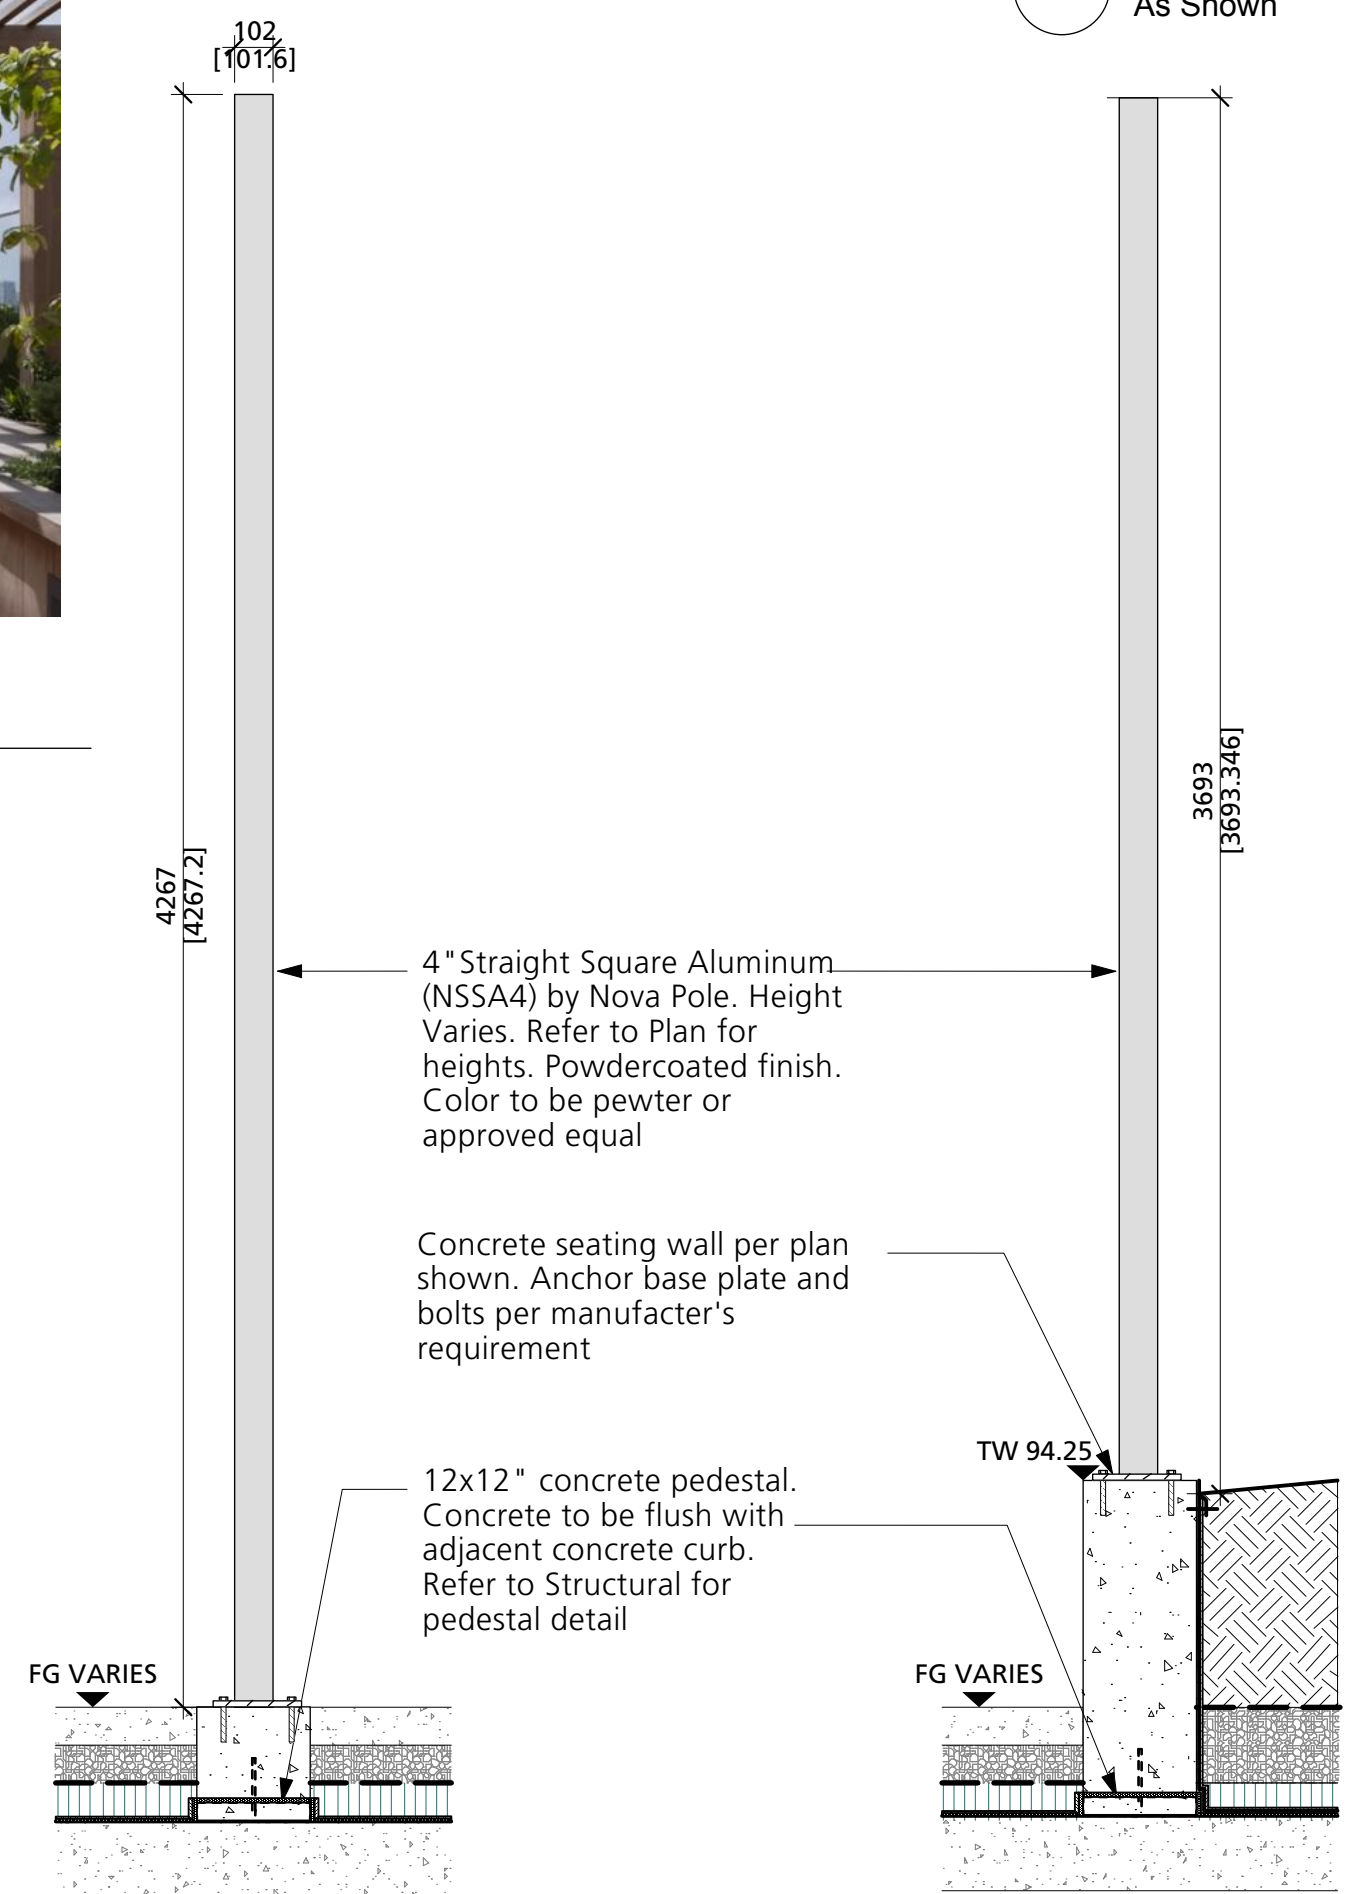 As Shown
102
[101.6]
4267
[4267.2]
3693
[3693.346]
4"Straight Square Aluminum
(NSSA4) by Nova Pole. Height
Varies. Refer to Plan for
heights. Powdercoated finish.
Color to be pewter or
approved equal
Concrete seating wall per plan
shown. Anchor base plate and
bolts per manufacter's
requirement
TW 94.25
12x12" concrete pedestal.
Concrete to be flush with
adjacent concrete curb.
Refer to Structural for
pedestal detail
FG VARIES
FG VARIES